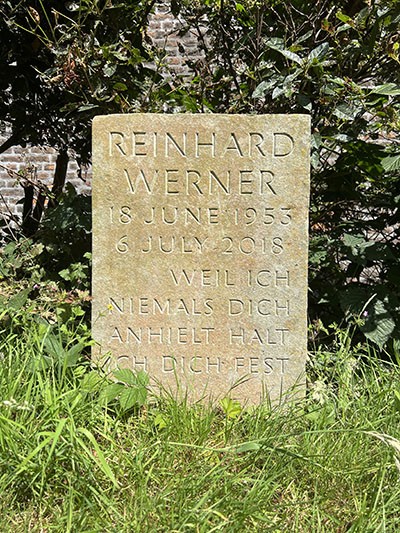 REINHARD
WERNER
18 JUNE 1953
6 JULY 2018
WEIL ICH
NIEMALS DICH
ANHIELT HALT
ICH DICH FEST